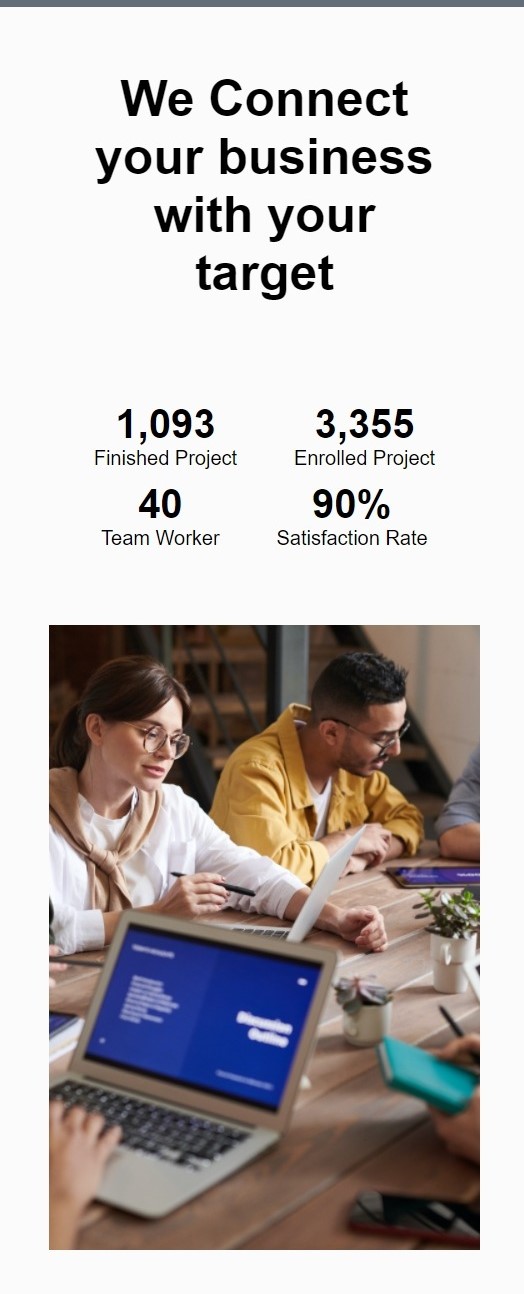 We Connect
your business
with your
target
1,093
3,355
Finished Project
Enrolled Project
40
90%
Team Worker
Satisfaction Rate
Discussion
Outline